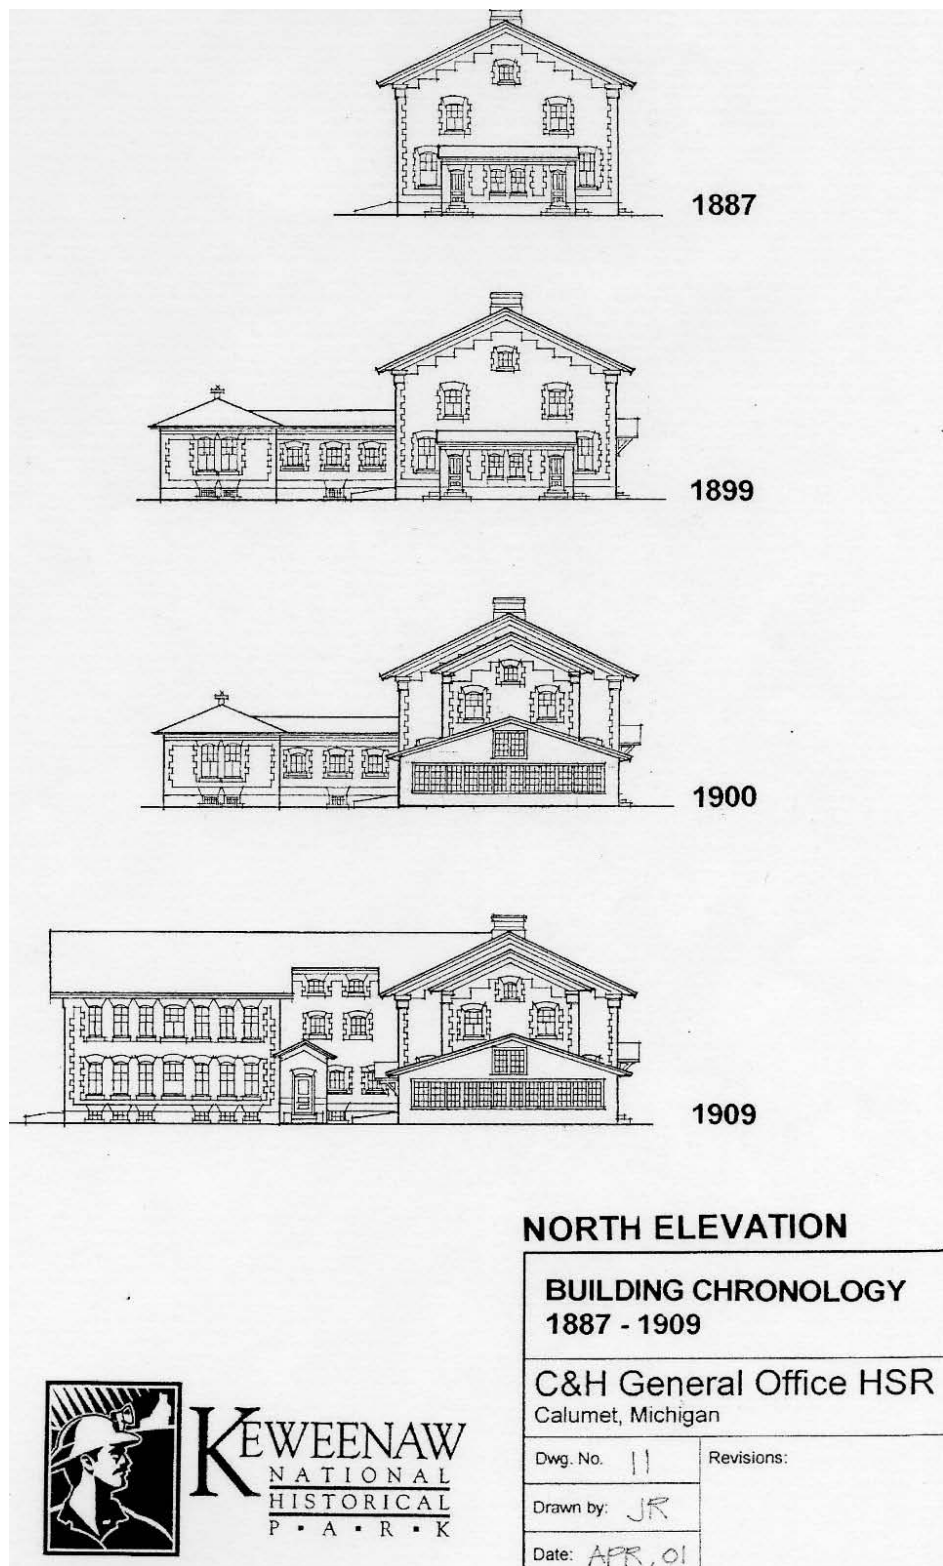 1887
1899
1900
1909
NORTH ELEVATION
BUILDING CHRONOLOGY
1887 - 1909
C&H General Office HSR
Calumet, Michigan
Dwg. No. 11
Revisions:
Drawn by: JR
Date: APR, 01
KEWEENAW
NATIONAL
HISTORICAL
P • A • R • K